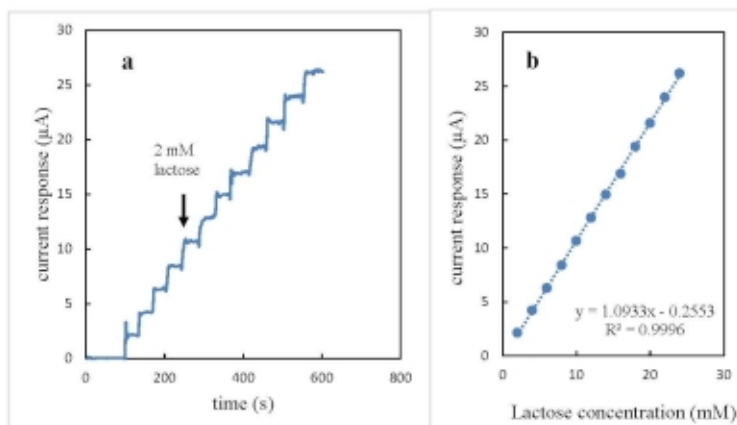 a
30
25
20
15
10
5
0
current response (µA)
2 mM
lactose
0
200
400
600
800
time (s)
b
30
25
20
15
10
5
0
current response (µA)
y = 1.0933x - 0.2553
R² = 0.9996
0
10
20
30
Lactose concentration (mM)